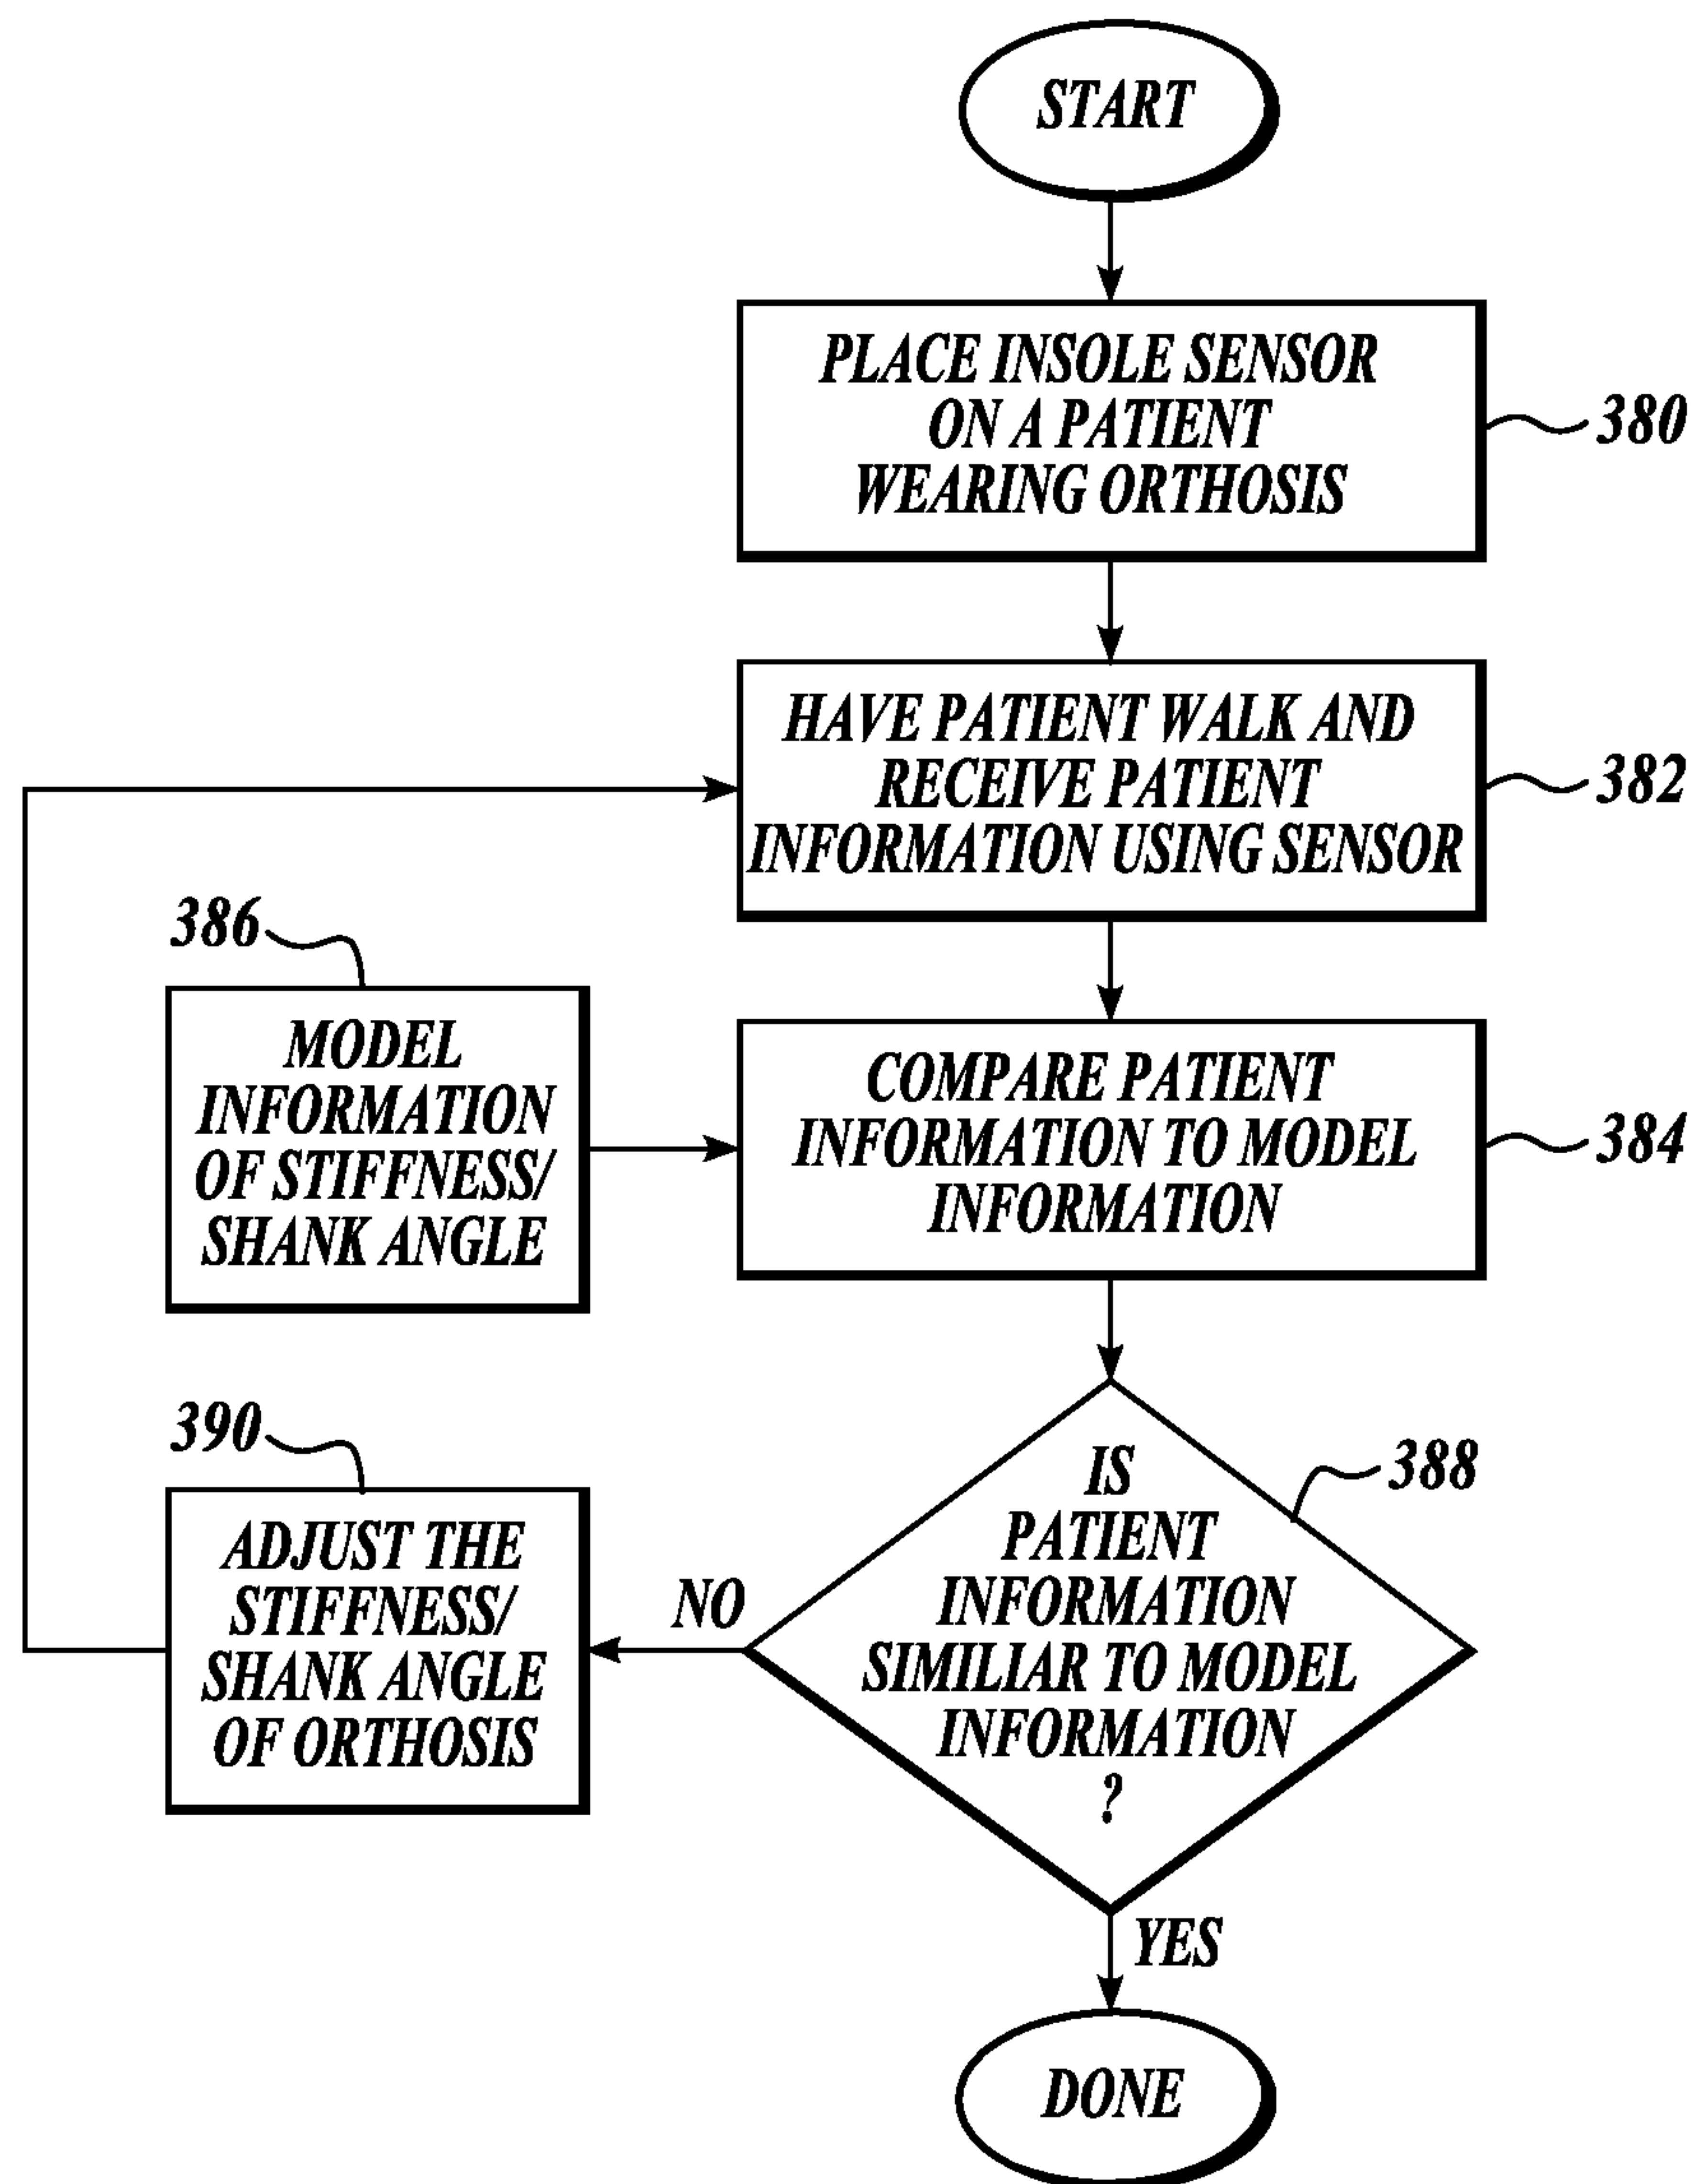 START
PLACE INSOLE SENSOR
ON A PATIENT
WEARING ORTHOSIS
380
HAVE PATIENT WALK AND
RECEIVE PATIENT
INFORMATION USING SENSOR
382
386
MODEL
INFORMATION
OF STIFFNESS/
SHANK ANGLE
COMPARE PATIENT
INFORMATION TO MODEL
INFORMATION
384
390
ADJUST THE
STIFFNESS/
SHANK ANGLE
OF ORTHOSIS
NO
IS
PATIENT
INFORMATION
SIMILIAR TO MODEL
INFORMATION
?
388
YES
DONE